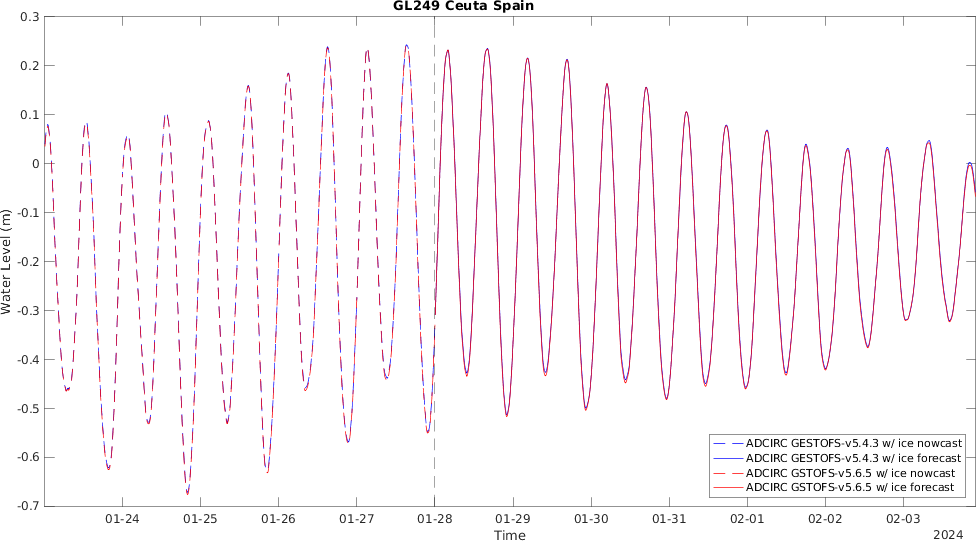 GL249 Ceuta Spain
0.3
0.2
0.1
0
-0.1
-0.2
-0.3
-0.4
-0.5
-0.6
-0.7
Water Level (m)
ADCIRC GESTOFS-v5.4.3 w/ ice nowcast
ADCIRC GESTOFS-v5.4.3 w/ ice forecast
ADCIRC GSTOFS-v5.6.5 w/ ice nowcast
ADCIRC GSTOFS-v5.6.5 w/ ice forecast
01-24 01-25 01-26 01-27 01-28 01-29 01-30 01-31 02-01 02-02 02-03
Time
2024